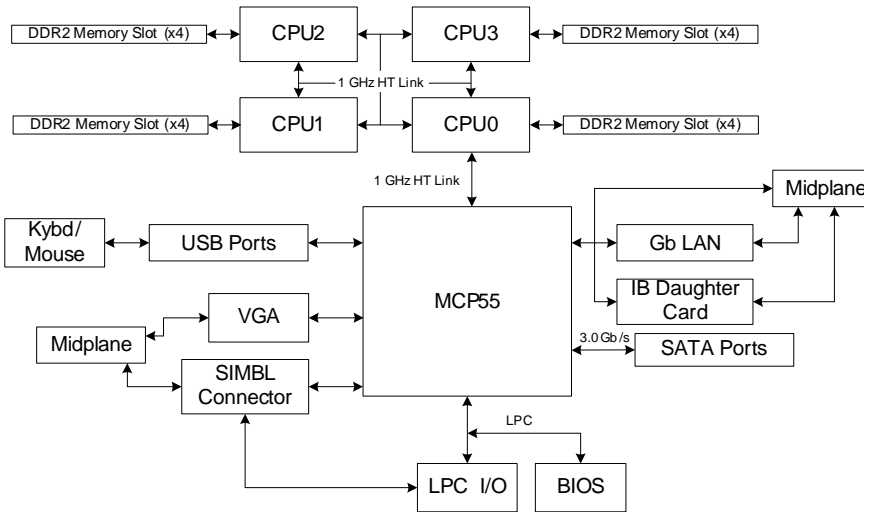 DDR2 Memory Slot (x4)
CPU2
CPU3
DDR2 Memory Slot (x4)
1 GHz HT Link
DDR2 Memory Slot (x4)
CPU1
CPU0
DDR2 Memory Slot (x4)
1 GHz HT Link
Midplane
Kybd/
Mouse
USB Ports
Gb LAN
MCP55
IB Daughter
Card
VGA
3.0 Gb/s
SATA Ports
Midplane
SIMBL
Connector
LPC
LPC I/O
BIOS